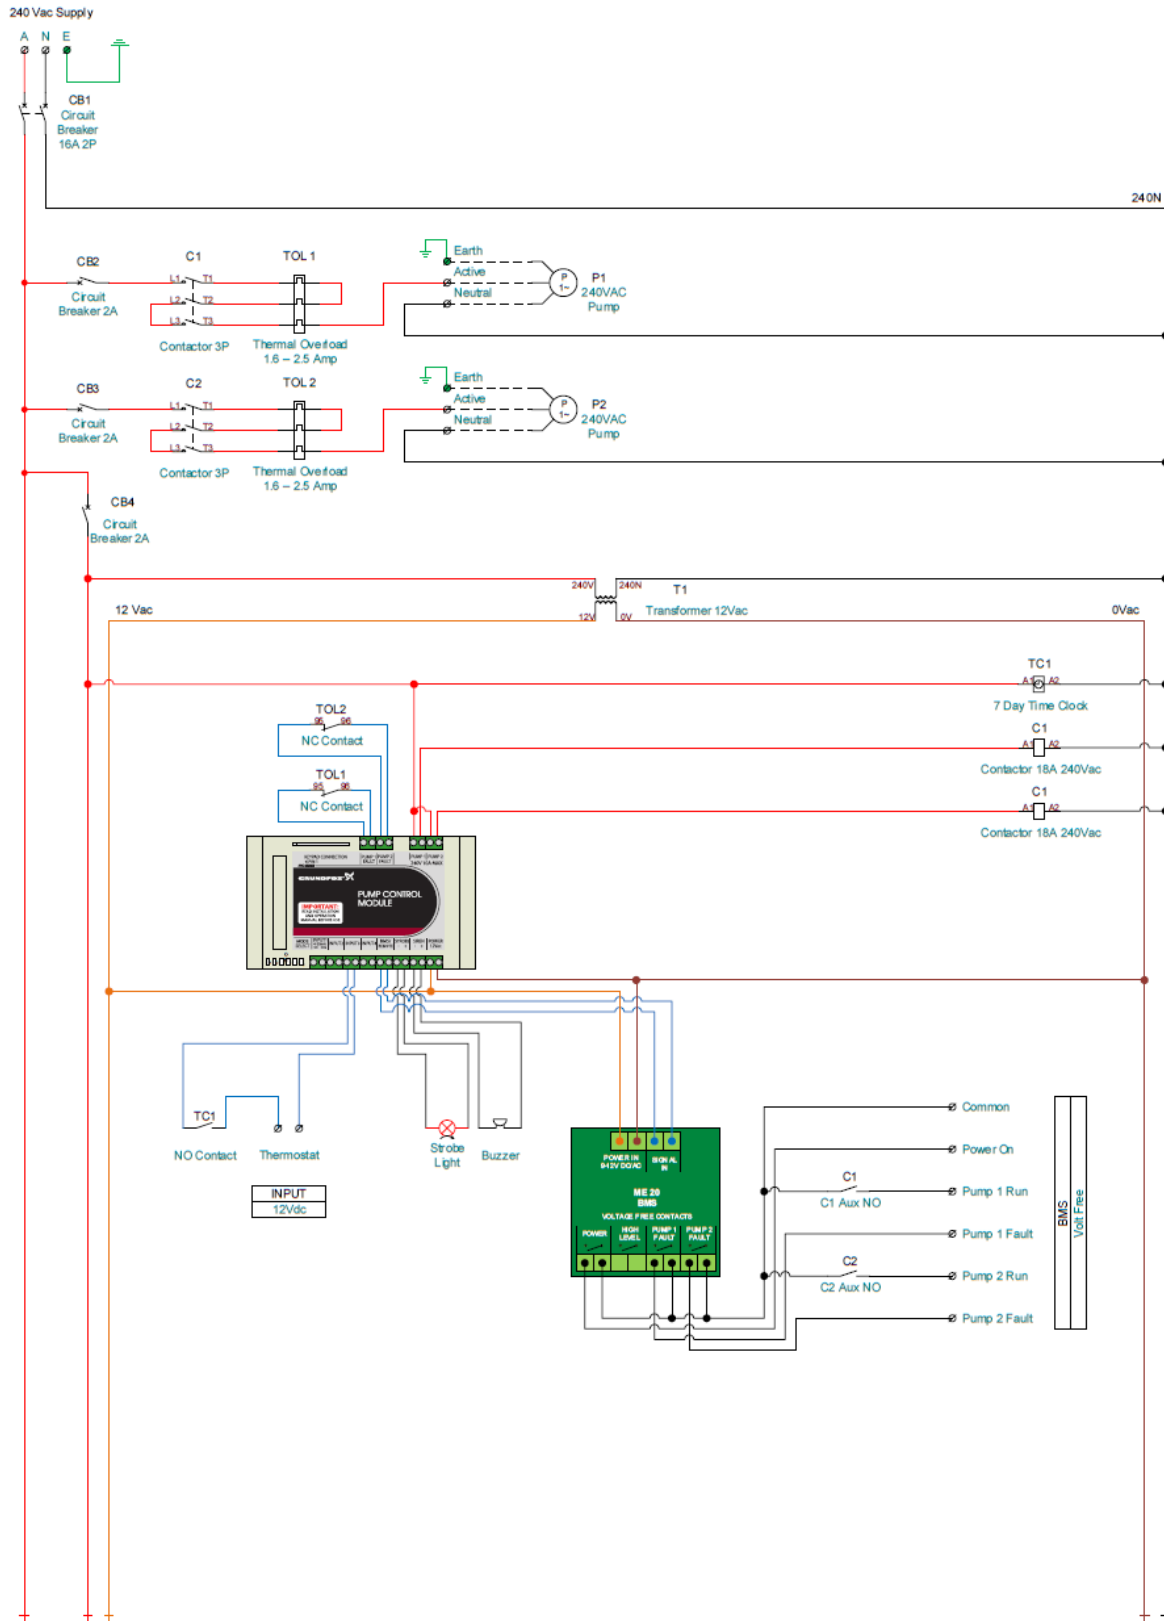 240 Vac Supply
A N E
CB1
Circuit
Breaker
16A 2P
240N
CB2
Circuit
Breaker 2A
C1
L1 T1
L2 T2
L3 T3
Contactor 3P
TOL 1
Thermal Overload
1.6 – 2.5 Amp
Earth
Active
Neutral
P
1~
P1
240VAC
Pump
CB3
Circuit
Breaker 2A
C2
L1 T1
L2 T2
L3 T3
Contactor 3P
TOL 2
Thermal Overload
1.6 – 2.5 Amp
Earth
Active
Neutral
P
1~
P2
240VAC
Pump
CB4
Circuit
Breaker 2A
240V 240N
T1
Transformer 12Vac
12V 0V
12 Vac
0Vac
TC1
A1 A2
7 Day Time Clock
TOL2
95 96
NC Contact
C1
A1 A2
Contactor 18A 240Vac
TOL1
95 96
NC Contact
C1
A1 A2
Contactor 18A 240Vac
GRUNDFOS
PUMP CONTROL
MODULE
IMPORTANT
TC1
NO Contact
Thermostat
Strobe
Light
Buzzer
INPUT
12Vdc
POWER IN
9-12V DC/AC
SIGNAL
IN
ME 20
BMS
VOLTAGE FREE CONTACTS
POWER
HIGH
LEVEL
PUMP 1
FAULT
PUMP 2
FAULT
Common
Power On
C1
C1 Aux NO
Pump 1 Run
Pump 1 Fault
C2
C2 Aux NO
Pump 2 Run
Pump 2 Fault
BMS
Volt Free